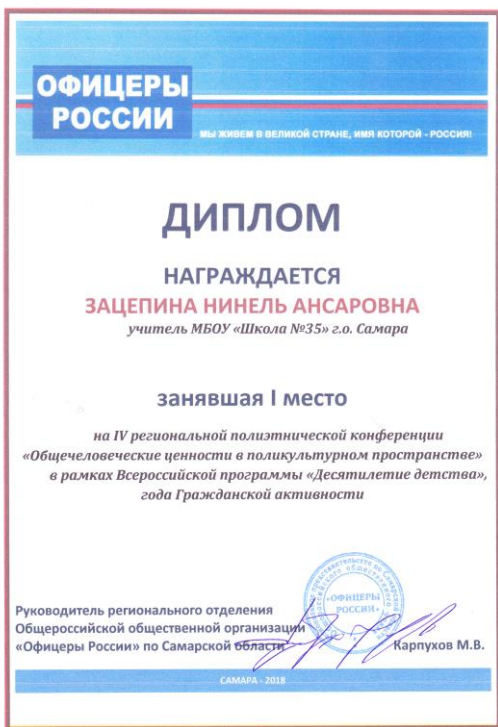 ОФИЦЕРЫ
РОССИИ
МЫ ЖИВЕМ В ВЕЛИКОЙ СТРАНЕ, ИМЯ КОТОРОЙ - РОССИЯ!
ДИПЛОМ
НАГРАЖДАЕТСЯ
ЗАЦЕПИНА НИНЕЛЬ АНСАРОВНА
учитель МБОУ «Школа №35» г.о. Самара
занявшая I место
на IV региональной полиэтнической конференции
«Общечеловеческие ценности в поликультурном пространстве»
в рамках Всероссийской программы «Десятилетие детства»,
года Гражданской активности
«ОФИЦЕРЫ
РОССИИ»
Руководитель регионального отделения
Общероссийской общественной организации
«Офицеры России» по Самарской области Карпухов М.В.
САМАРА - 2018